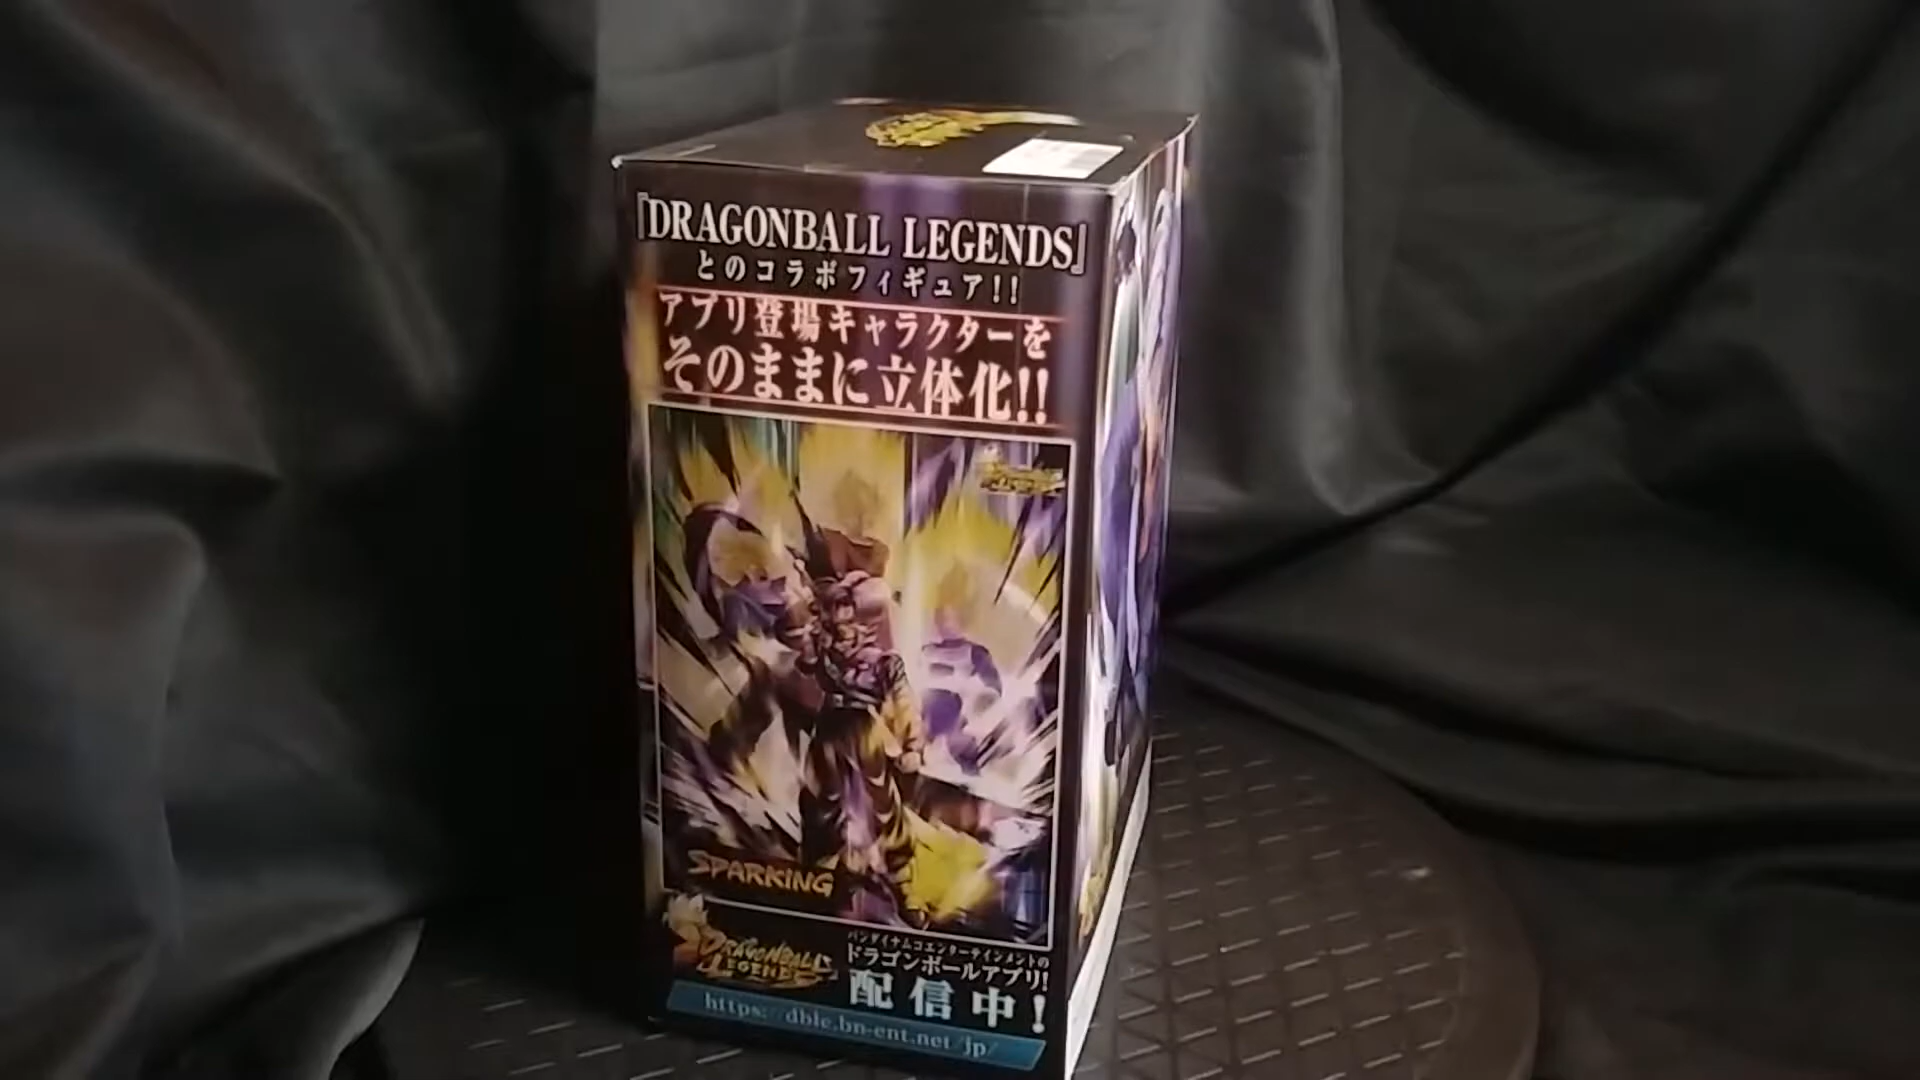 『DRAGONBALL LEGENDS』
とのコラボフィギュア!!
アプリ登場キャラクターを
そのままに立体化!!
SPARKING
DRAGONBALL
LEGENDS
バンダイナムコエンターテインメントの
ドラゴンボールアプリ!
配信中!
https://dble.bn-ent.net/jp/